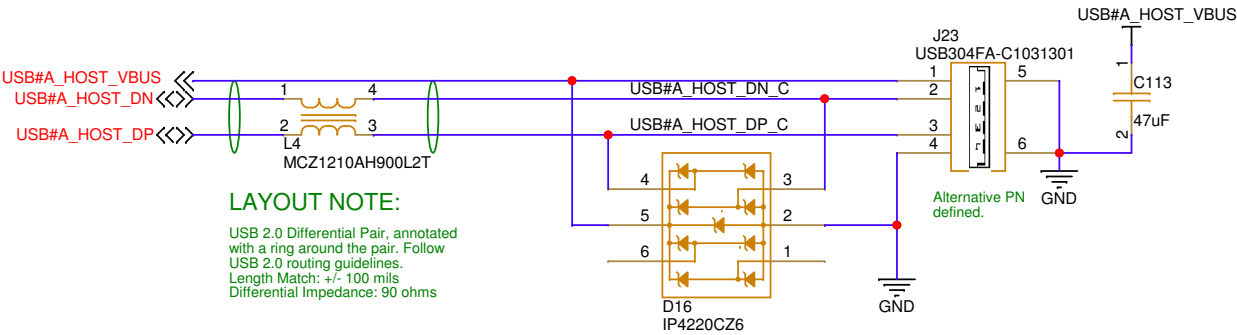 USB#A_HOST_VBUS
J23
USB304FA-C1031301
USB#A_HOST_VBUS
1
5
1
USB#A_HOST_DN
1
4
USB#A_HOST_DN_C
2
C113
USB#A_HOST_DP
2
3
USB#A_HOST_DP_C
3
47uF
2
L4
4
6
MCZ1210AH900L2T
4
3
Alternative PN
defined.
GND
LAYOUT NOTE:
5
2
USB 2.0 Differential Pair, annotated
with a ring around the pair. Follow
USB 2.0 routing guidelines.
Length Match: +/- 100 mils
Differential Impedance: 90 ohms
6
1
GND
D16
IP4220CZ6